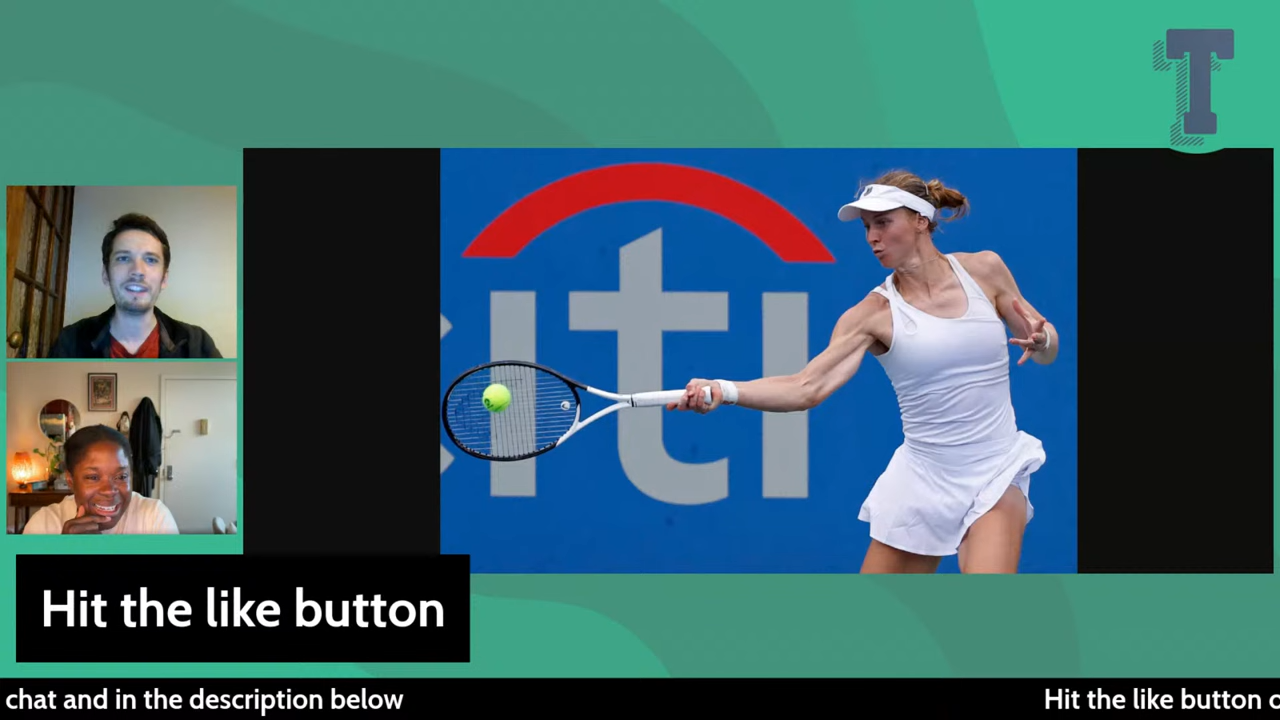 T
citi
Hit the like button
chat and in the description below
Hit the like button o